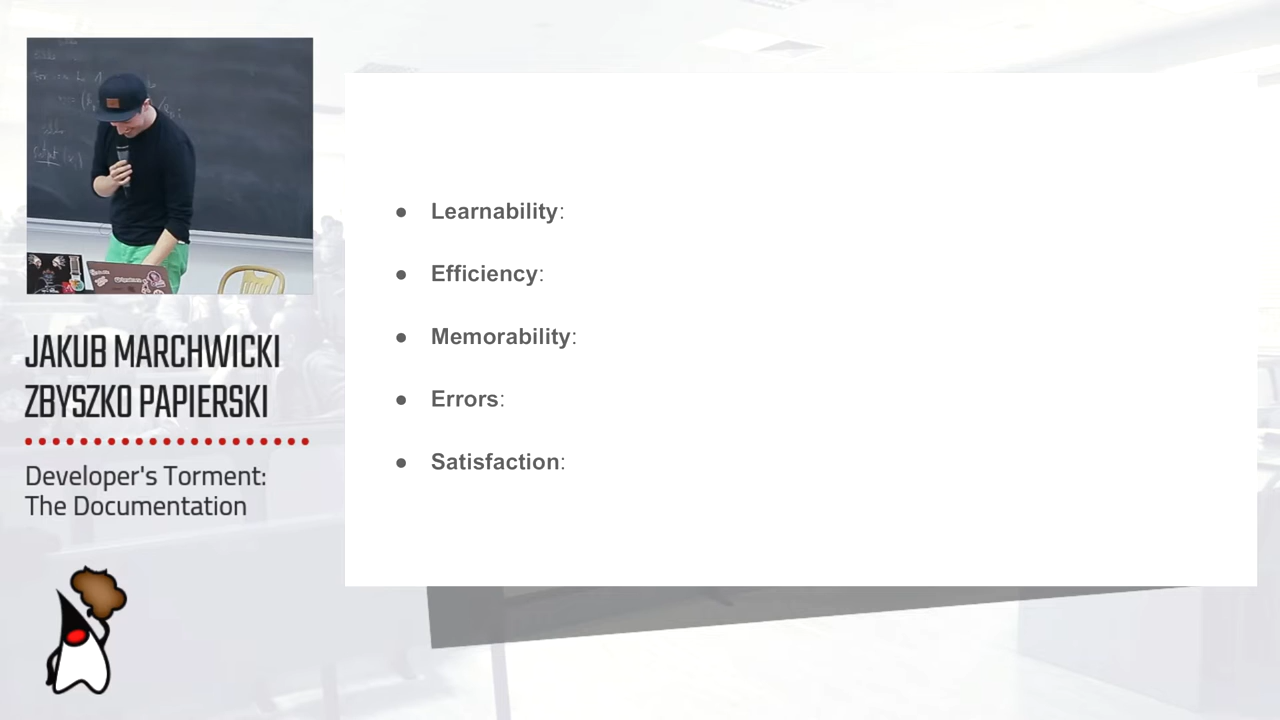 JAKUB MARCHWICKI
ZBYSZKO PAPIERSKI
Developer's Torment:
The Documentation
● Learnability:
● Efficiency:
● Memorability:
● Errors:
● Satisfaction: